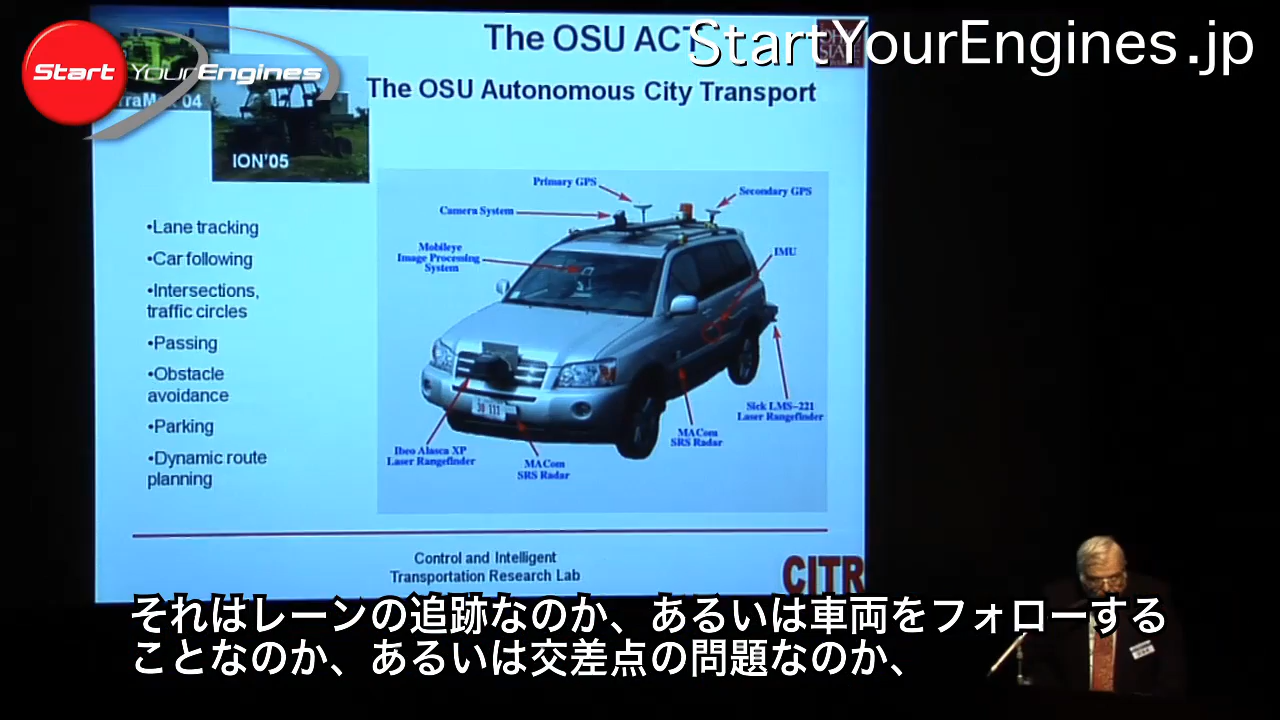 Start YourEngines
StartYourEngines.jp
The OSU ACT
The OSU Autonomous City Transport
ION'05
•Lane tracking
•Car following
•Intersections,
traffic circles
•Passing
•Obstacle
avoidance
•Parking
•Dynamic route
planning
Primary GPS
Secondary GPS
Camera System
Mobileye
Image Processing
System
IMU
Sick LMS-221
Laser Rangefinder
MACom
SRS Radar
Ibeo Alasca XP
Laser Rangefinder
MACom
SRS Radar
Control and Intelligent
Transportation Research Lab
CITR
それはレーンの追跡なのか、あるいは車両をフォローする
ことなのか、あるいは交差点の問題なのか、